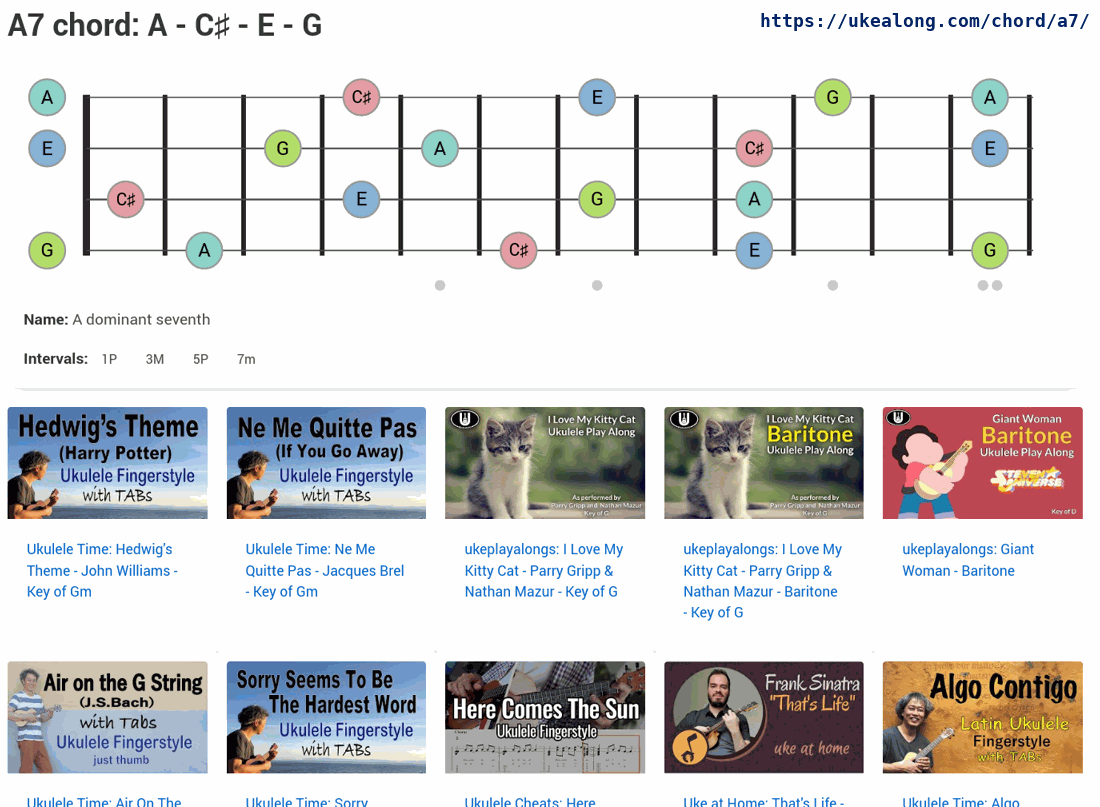 A7 chord: A - C♯ - E - G
https://ukealong.com/chord/a7/
A C♯ E G A
E G A C♯ E
C♯ E G A
G A C♯ E G
Name: A dominant seventh
Intervals: 1P 3M 5P 7m
Hedwig's Theme
(Harry Potter)
Ukulele Fingerstyle
with TABs
Ukulele Time: Hedwig's
Theme - John Williams -
Key of Gm
Ne Me Quitte Pas
(If You Go Away)
Ukulele Fingerstyle
with TABs
Ukulele Time: Ne Me
Quitte Pas - Jacques Brel
- Key of Gm
I Love My Kitty Cat
Ukulele Play Along
As performed by
Parry Gripp and Nathan Mazur
Key of G
ukeplayalongs: I Love My
Kitty Cat - Parry Gripp &
Nathan Mazur - Key of G
I Love My Kitty Cat
Baritone
Ukulele Play Along
As performed by
Parry Gripp and Nathan Mazur
Key of G
ukeplayalongs: I Love My
Kitty Cat - Parry Gripp &
Nathan Mazur - Baritone
- Key of G
Giant Woman
Baritone
Ukulele Play Along
STEVEN UNIVERSE
Key of D
ukeplayalongs: Giant
Woman - Baritone
Air on the G String
(J.S.Bach)
with Tabs
Ukulele Fingerstyle
just thumb
Ukulele Time: Air On The
Sorry Seems To Be
The Hardest Word
Ukulele Fingerstyle
with TABs
Ukulele Time: Sorry
Here Comes The Sun
Ukulele Fingerstyle
Ukulele Cheats: Here
Frank Sinatra
"That's Life"
uke at home
Uke at Home: That's Life -
Algo Contigo
Latin Ukulele
Fingerstyle
with TABs
Ukulele Time: Algo